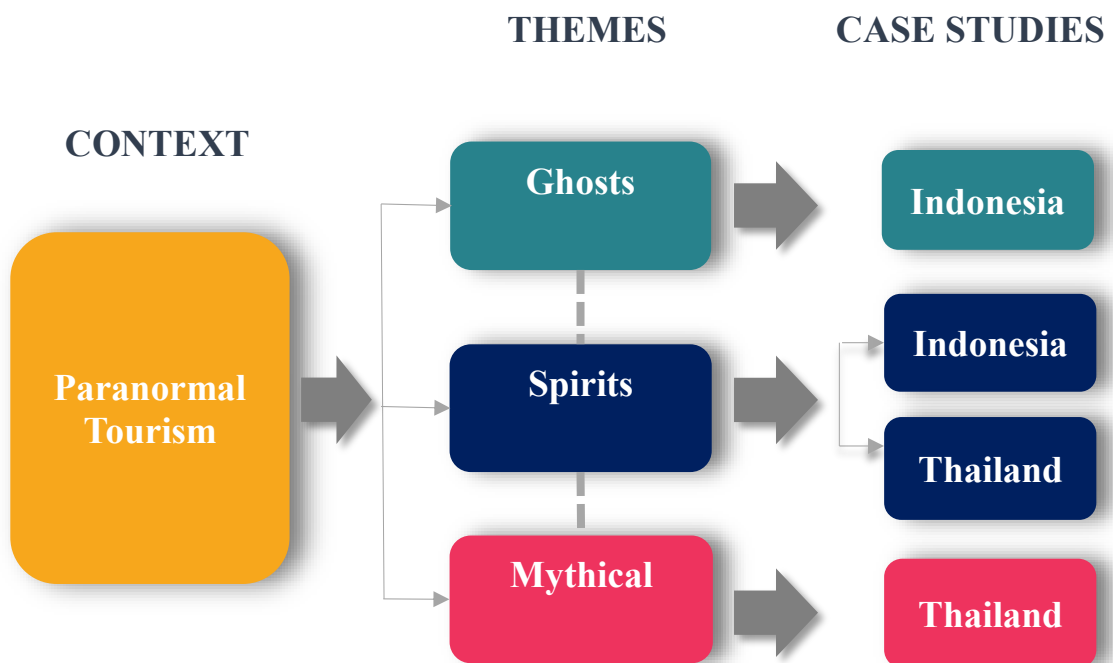 THEMES
CASE STUDIES
CONTEXT
Ghosts
Indonesia
Paranormal
Tourism
Spirits
Indonesia
Thailand
Mythical
Thailand